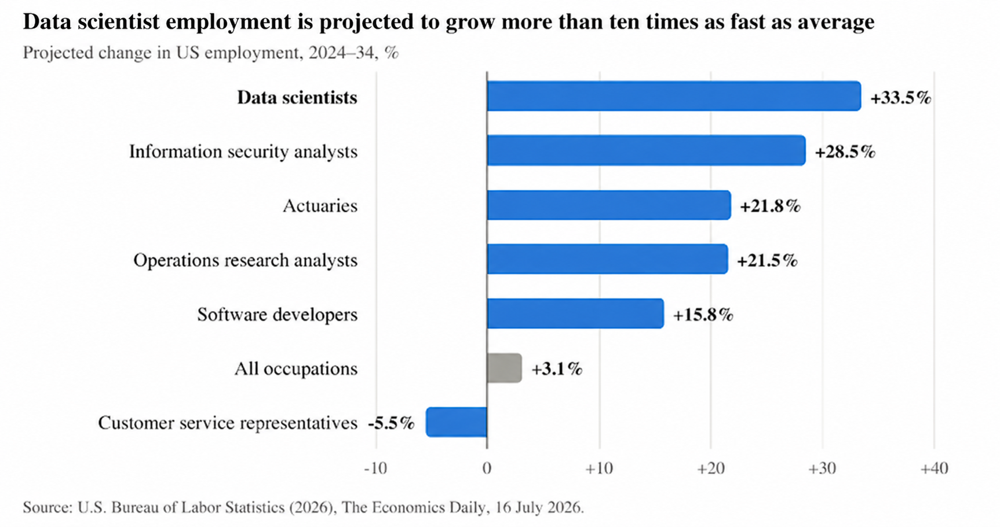 Data scientist employment is projected to grow more than ten times as fast as average
Projected change in US employment, 2024–34, %
Data scientists +33.5%
Information security analysts +28.5%
Actuaries +21.8%
Operations research analysts +21.5%
Software developers +15.8%
All occupations +3.1%
Customer service representatives -5.5%
-10 0 +10 +20 +30 +40
Source: U.S. Bureau of Labor Statistics (2026), The Economics Daily, 16 July 2026.